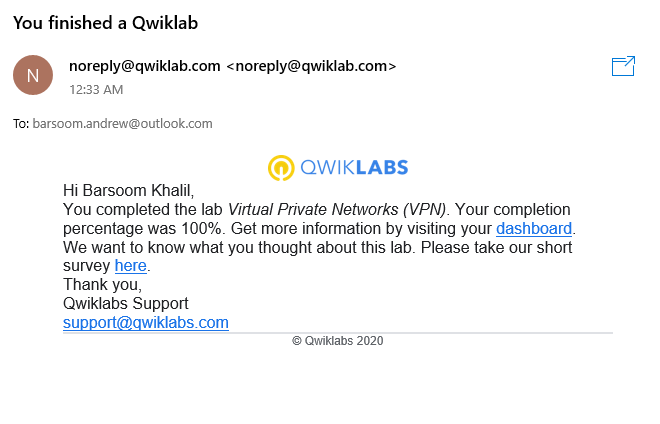 You finished a Qwiklab
N
noreply@qwiklab.com <noreply@qwiklab.com>
12:33 AM
To: barsoom.andrew@outlook.com
QWIKLABS
Hi Barsoom Khalil,
You completed the lab Virtual Private Networks (VPN). Your completion
percentage was 100%. Get more information by visiting your dashboard.
We want to know what you thought about this lab. Please take our short
survey here.
Thank you,
Qwiklabs Support
support@qwiklabs.com
© Qwiklabs 2020